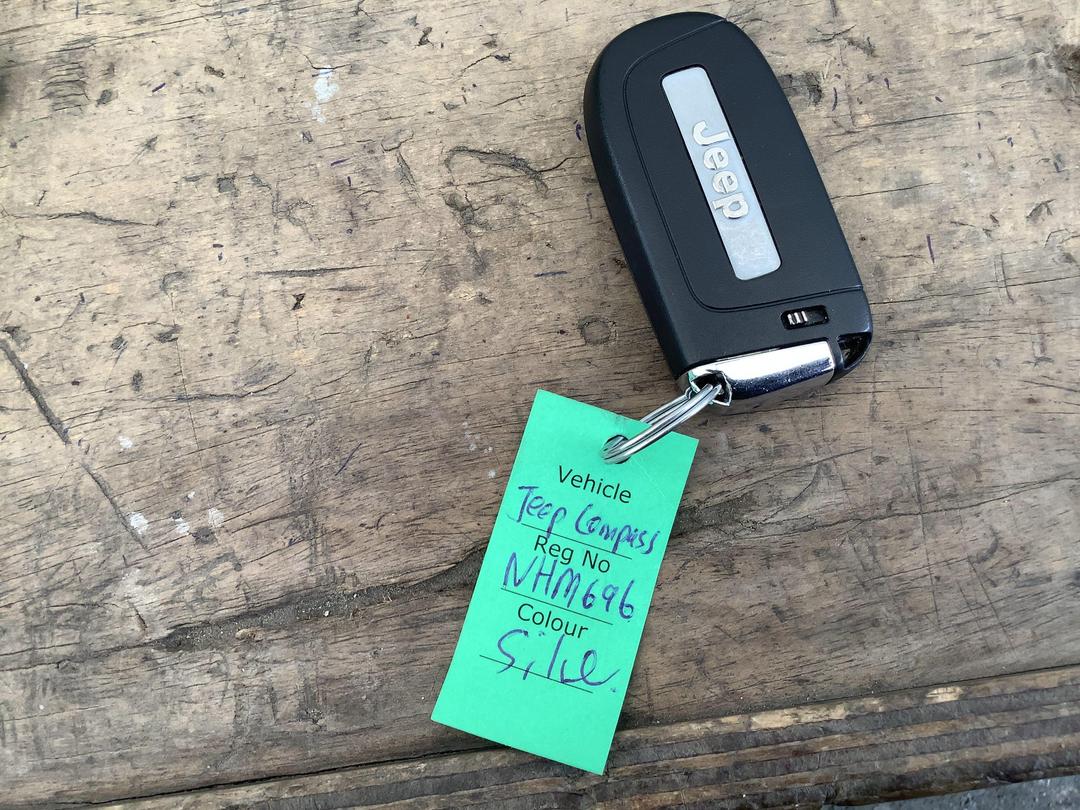 Jeep
Vehicle
Jeep Compass
Reg No
NHM696
Colour
Silve